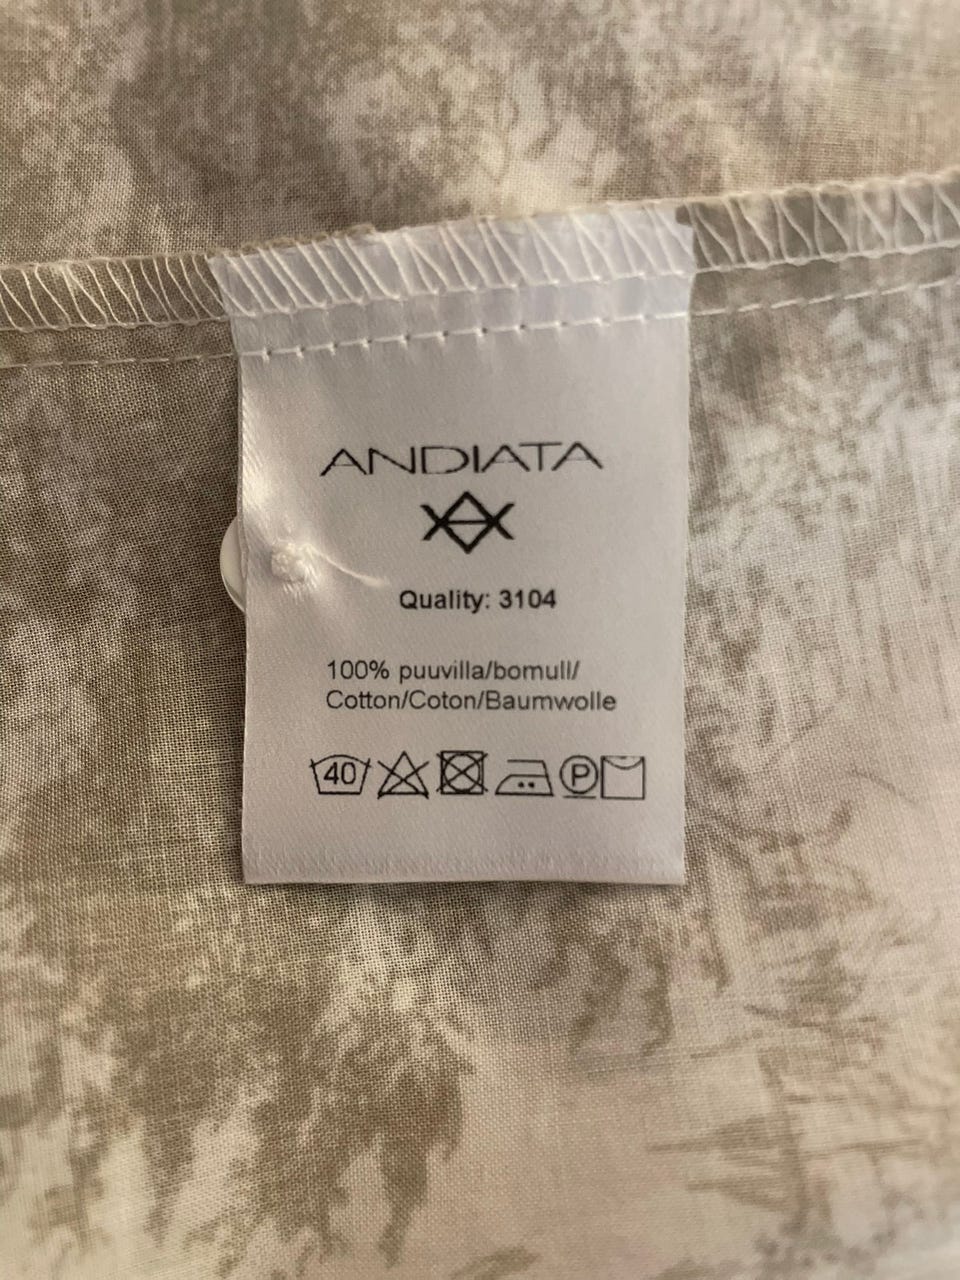 ANDIATA
Quality: 3104
100% puuvilla/bomull/
Cotton/Coton/Baumwolle
40 P